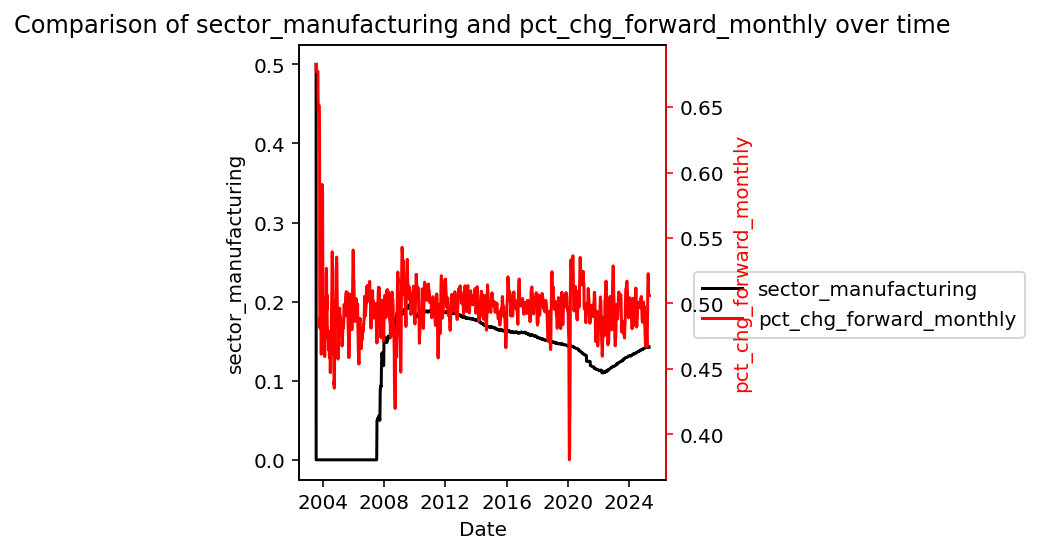 Comparison of sector_manufacturing and pct_chg_forward_monthly over time
0.5
0.4
0.3
0.2
0.1
0.0
sector_manufacturing
0.65
0.60
0.55
0.50
0.45
0.40
pct_chg_forward_monthly
sector_manufacturing
pct_chg_forward_monthly
2004 2008 2012 2016 2020 2024
Date